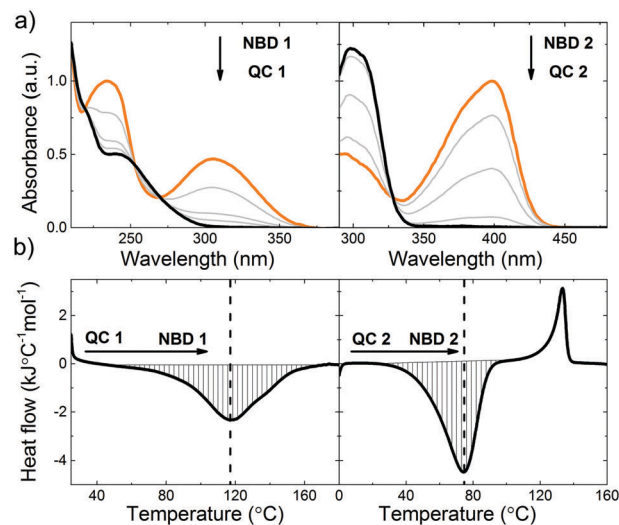 a)
NBD 1
QC 1
NBD 2
QC 2
Absorbance (a.u.)
1.0
0.5
0.0
250 300 350
300 350 400 450
Wavelength (nm)
Wavelength (nm)
b)
QC 1 NBD 1
QC 2 NBD 2
Heat flow (kJ°C⁻¹mol⁻¹)
2
0
-2
-4
40 80 120 160
0 40 80 120 160
Temperature (°C)
Temperature (°C)